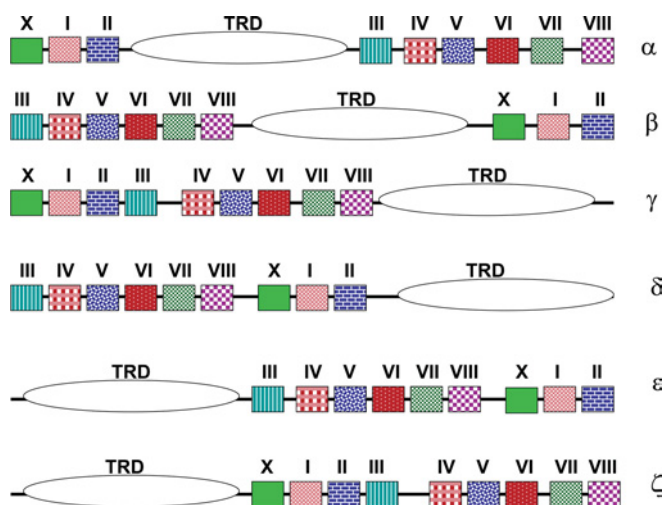 X I II TRD III IV V VI VII VIII
α
III IV V VI VII VIII TRD X I II
β
X I II III IV V VI VII VIII TRD
γ
III IV V VI VII VIII X I II TRD
δ
TRD III IV V VI VII VIII X I II
ε
TRD X I II III IV V VI VII VIII
ζ